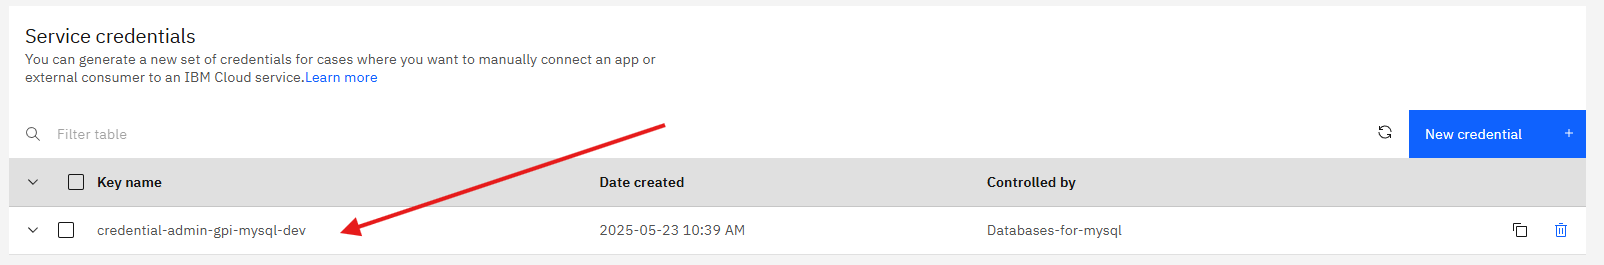 Service credentials
You can generate a new set of credentials for cases where you want to manually connect an app or
external consumer to an IBM Cloud service.Learn more
Filter table
New credential +
Key name Date created Controlled by
credential-admin-gpi-mysql-dev 2025-05-23 10:39 AM Databases-for-mysql